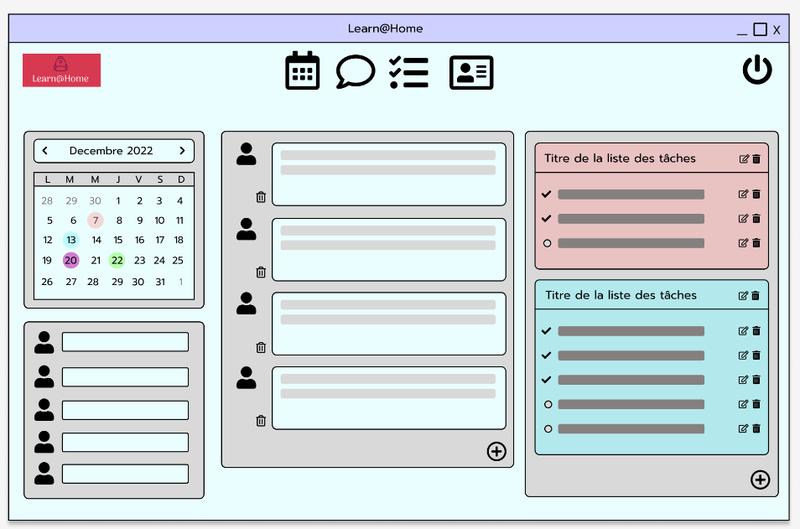 Learn@Home
X
Learn@Home
Decembre 2022
L M M J V S D
28 29 30 1 2 3 4
5 6 7 8 9 10 11
12 13 14 15 16 17 18
19 20 21 22 23 24 25
26 27 28 29 30 31 1
Titre de la liste des tâches
Titre de la liste des tâches